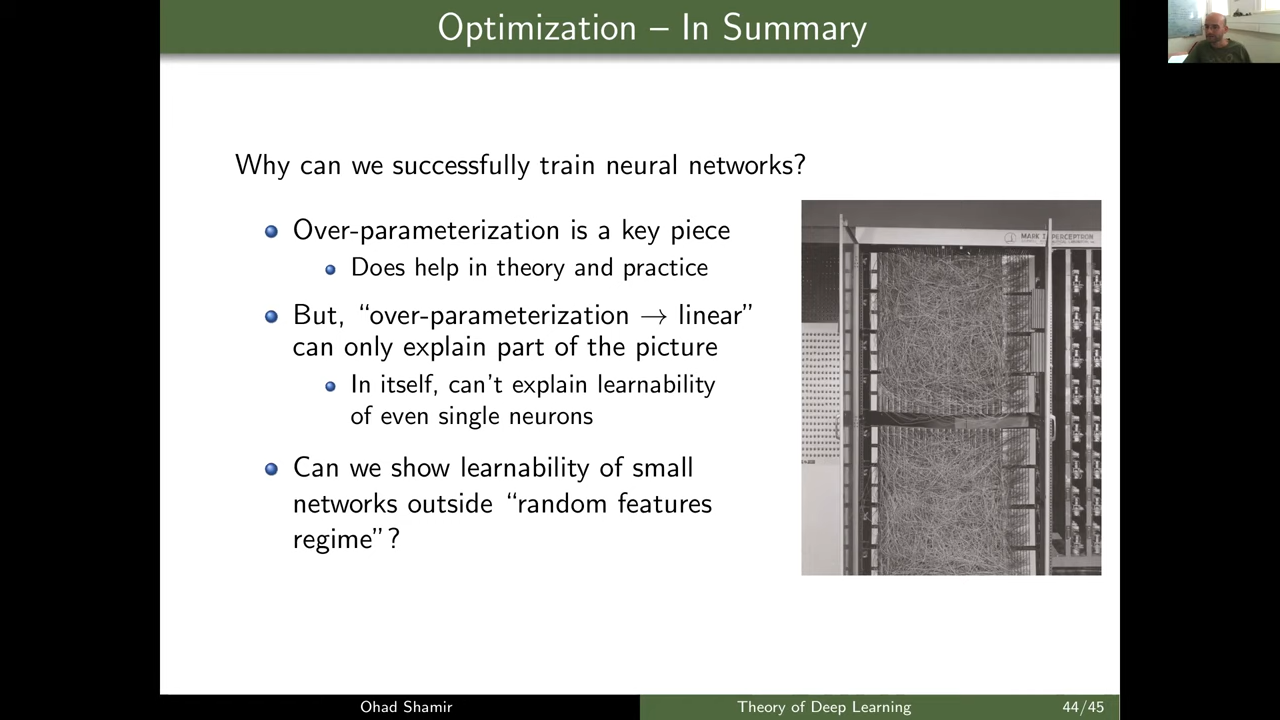 Optimization – In Summary
Why can we successfully train neural networks?
Over-parameterization is a key piece
Does help in theory and practice
But, “over-parameterization → linear”
can only explain part of the picture
In itself, can’t explain learnability
of even single neurons
Can we show learnability of small
networks outside “random features
regime”?
MARK I PERCEPTRON
Ohad Shamir
Theory of Deep Learning
44/45